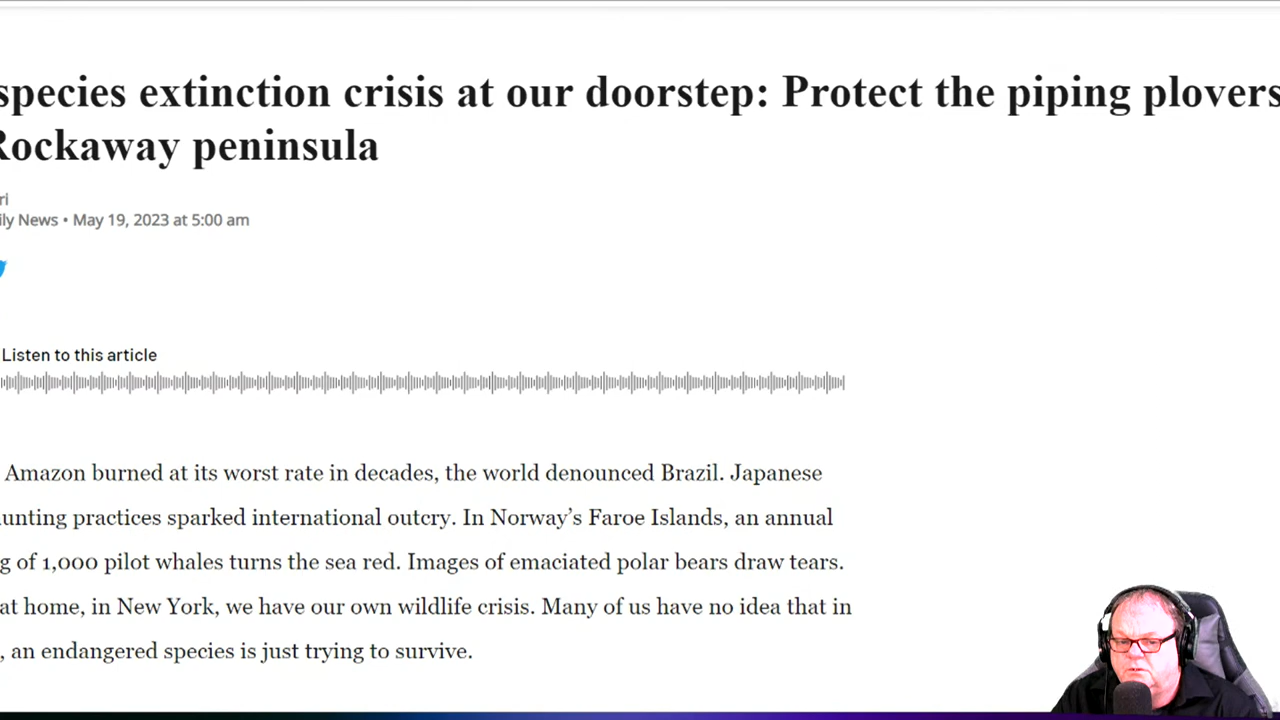 species extinction crisis at our doorstep: Protect the piping plovers
Rockaway peninsula
ri
ily News • May 19, 2023 at 5:00 am
Listen to this article
Amazon burned at its worst rate in decades, the world denounced Brazil. Japanese
unting practices sparked international outcry. In Norway’s Faroe Islands, an annual
g of 1,000 pilot whales turns the sea red. Images of emaciated polar bears draw tears.
at home, in New York, we have our own wildlife crisis. Many of us have no idea that in
, an endangered species is just trying to survive.